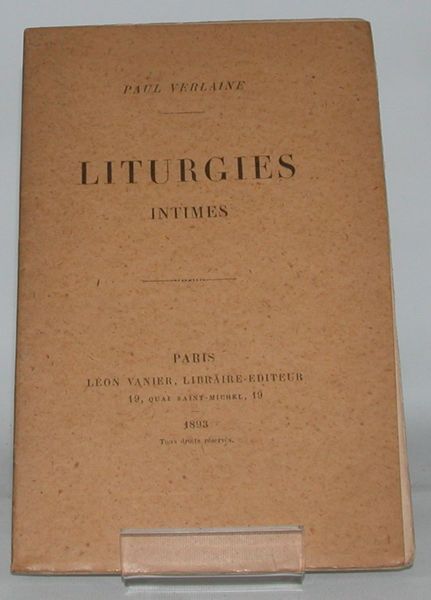 PAUL VERLAINE
LITURGIES
INTIMES
PARIS
LÉON VANIER, LIBRAIRE-ÉDITEUR
19, QUAI SAINT-MICHEL, 19
1893
Tous droits réservés.